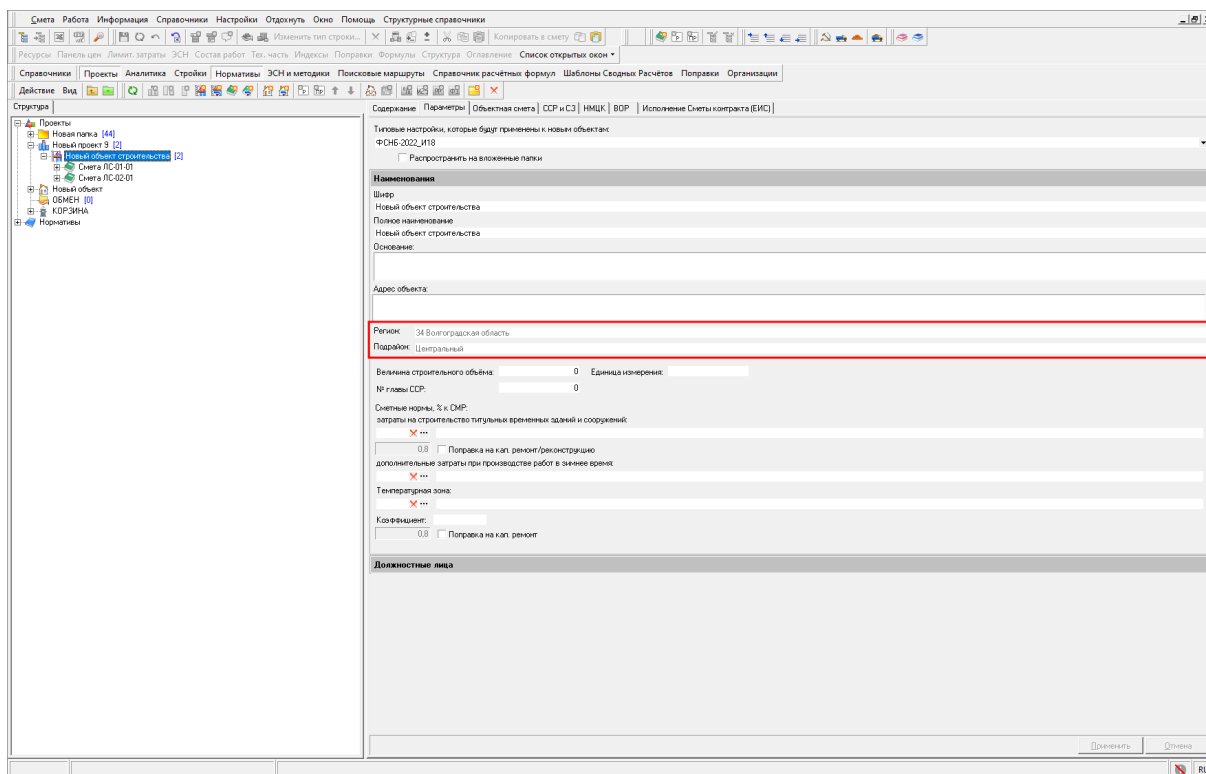 Смета Работа Информация Справочники Настройки Отдохнуть Окно Помощь Структурные справочники
Изменить тип строки... Копировать в смету
Ресурсы Панель цен Лимит. затраты ЭСН Состав работ Тех. часть Индексы Поправки Формулы Структура Оглавление Список открытых окон
Справочники Проекты Аналитика Стройки Нормативы ЭСН и методики Поисковые маршруты Справочник расчётных формул Шаблоны Сводных Расчётов Поправки Организации
Действие Вид
Структура
Проекты
Новая папка [44]
Новый проект 9 [2]
Новый объект строительства [2]
Смета ЛС-01-01
Смета ЛС-02-01
Новый объект
ОБМЕН [0]
КОРЗИНА
Нормативы
Содержание Параметры Объектная смета ССР и СЗ НМЦК ВОР Исполнение Сметы контракта (ЕИС)
Типовые настройки, которые будут применены к новым объектам:
ФСНБ-2022_И18
Распространить на вложенные папки
Наименования
Шифр
Новый объект строительства
Полное наименование
Новый объект строительства
Основание:
Адрес объекта:
Регион: 34 Волгоградская область
Подрайон: Центральный
Величина строительного объёма: 0 Единица измерения:
№ главы ССР: 0
Сметные нормы, % к СМР:
затраты на строительство титульных временных зданий и сооружений:
0,8 Поправка на кап. ремонт/реконструкцию
дополнительные затраты при производстве работ в зимнее время:
Температурная зона:
Коэффициент:
0,8 Поправка на кап. ремонт
Должностные лица
Применить Отмена
RU